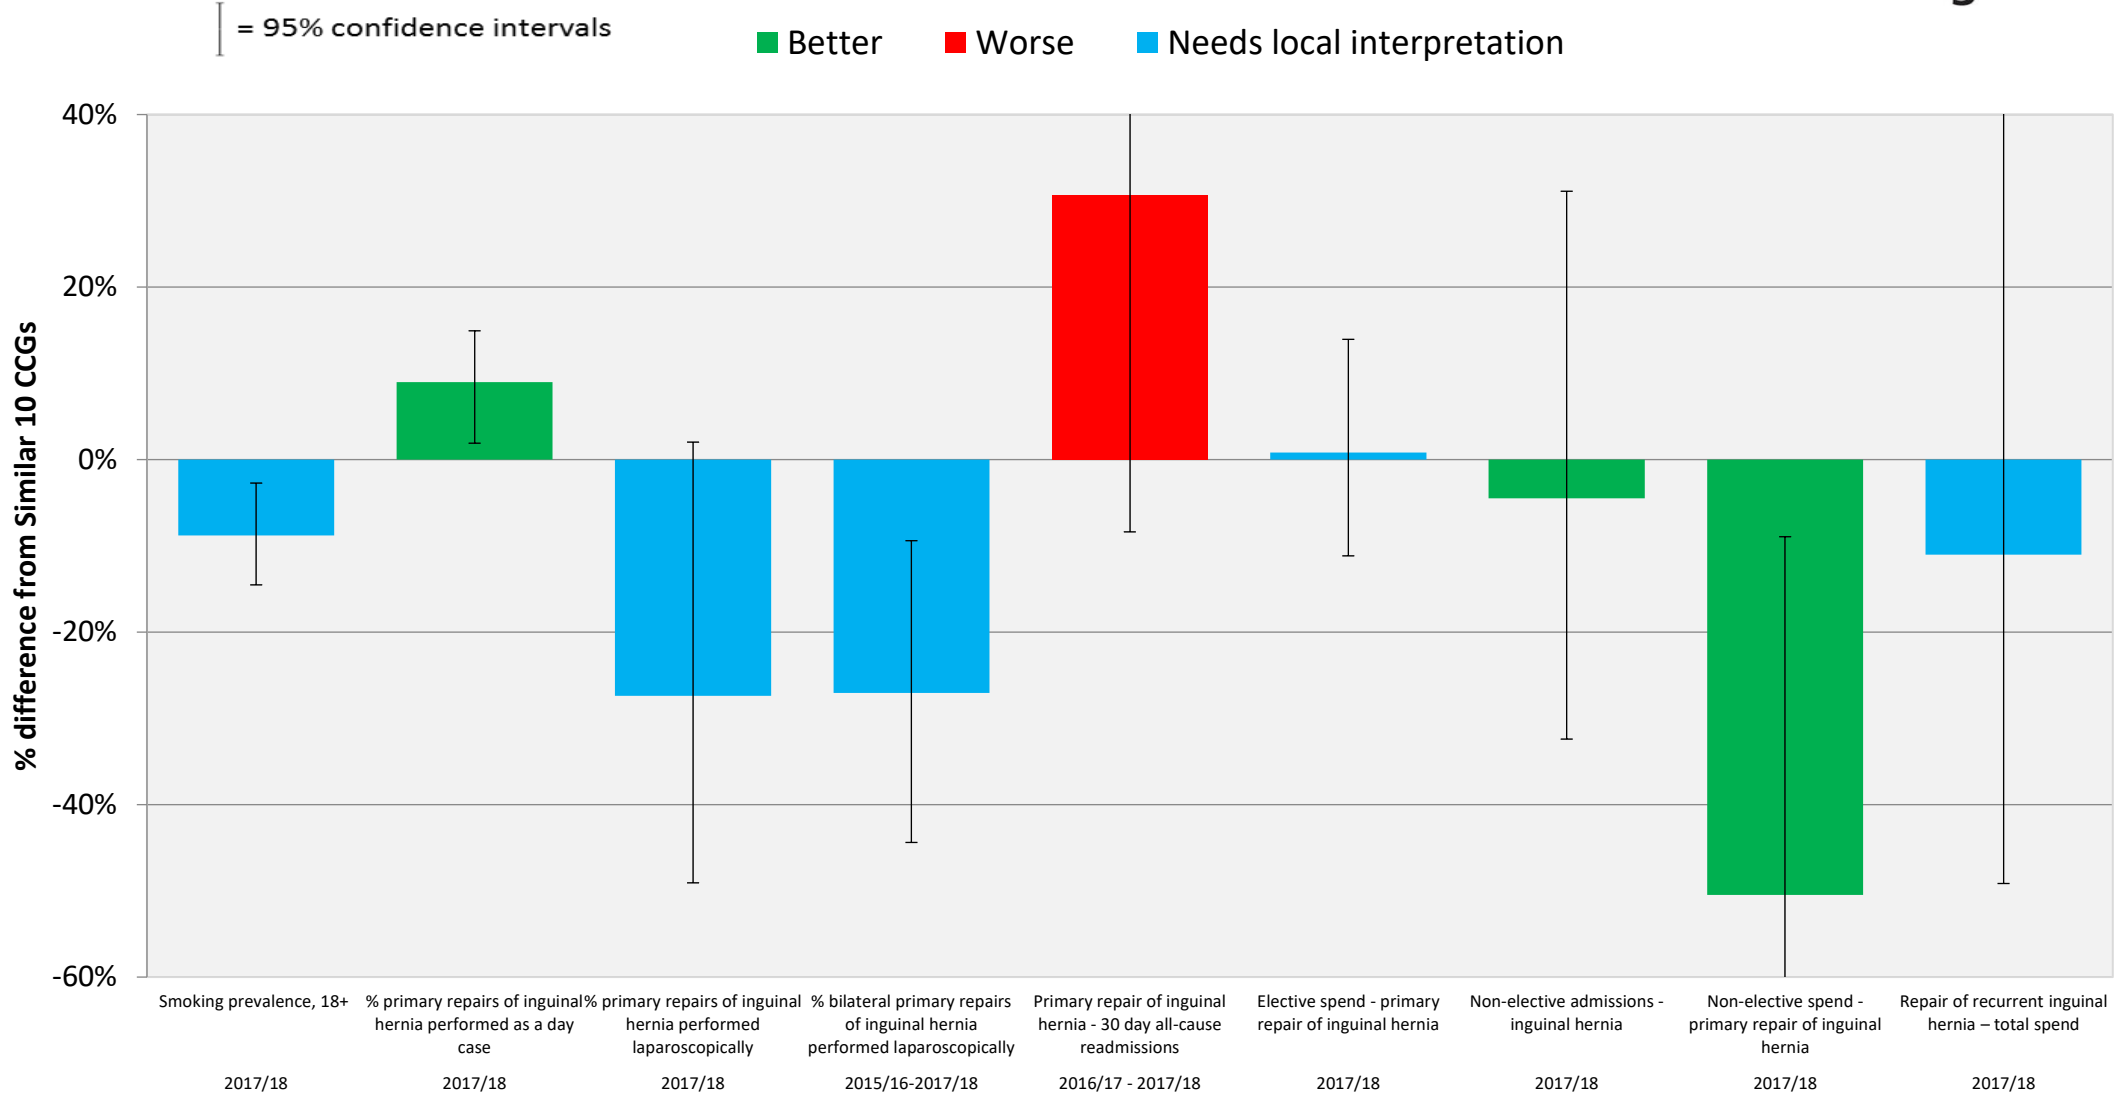 = 95% confidence intervals
Better
Worse
Needs local interpretation
% difference from Similar 10 CCGs
40%
20%
0%
-20%
-40%
-60%
Smoking prevalence, 18+
2017/18
% primary repairs of inguinal
hernia performed as a day
case
2017/18
% primary repairs of inguinal
hernia performed
laparoscopically
2017/18
% bilateral primary repairs
of inguinal hernia
performed laparoscopically
2015/16-2017/18
Primary repair of inguinal
hernia - 30 day all-cause
readmissions
2016/17 - 2017/18
Elective spend - primary
repair of inguinal hernia
2017/18
Non-elective admissions -
inguinal hernia
2017/18
Non-elective spend -
primary repair of inguinal
hernia
2017/18
Repair of recurrent inguinal
hernia – total spend
2017/18